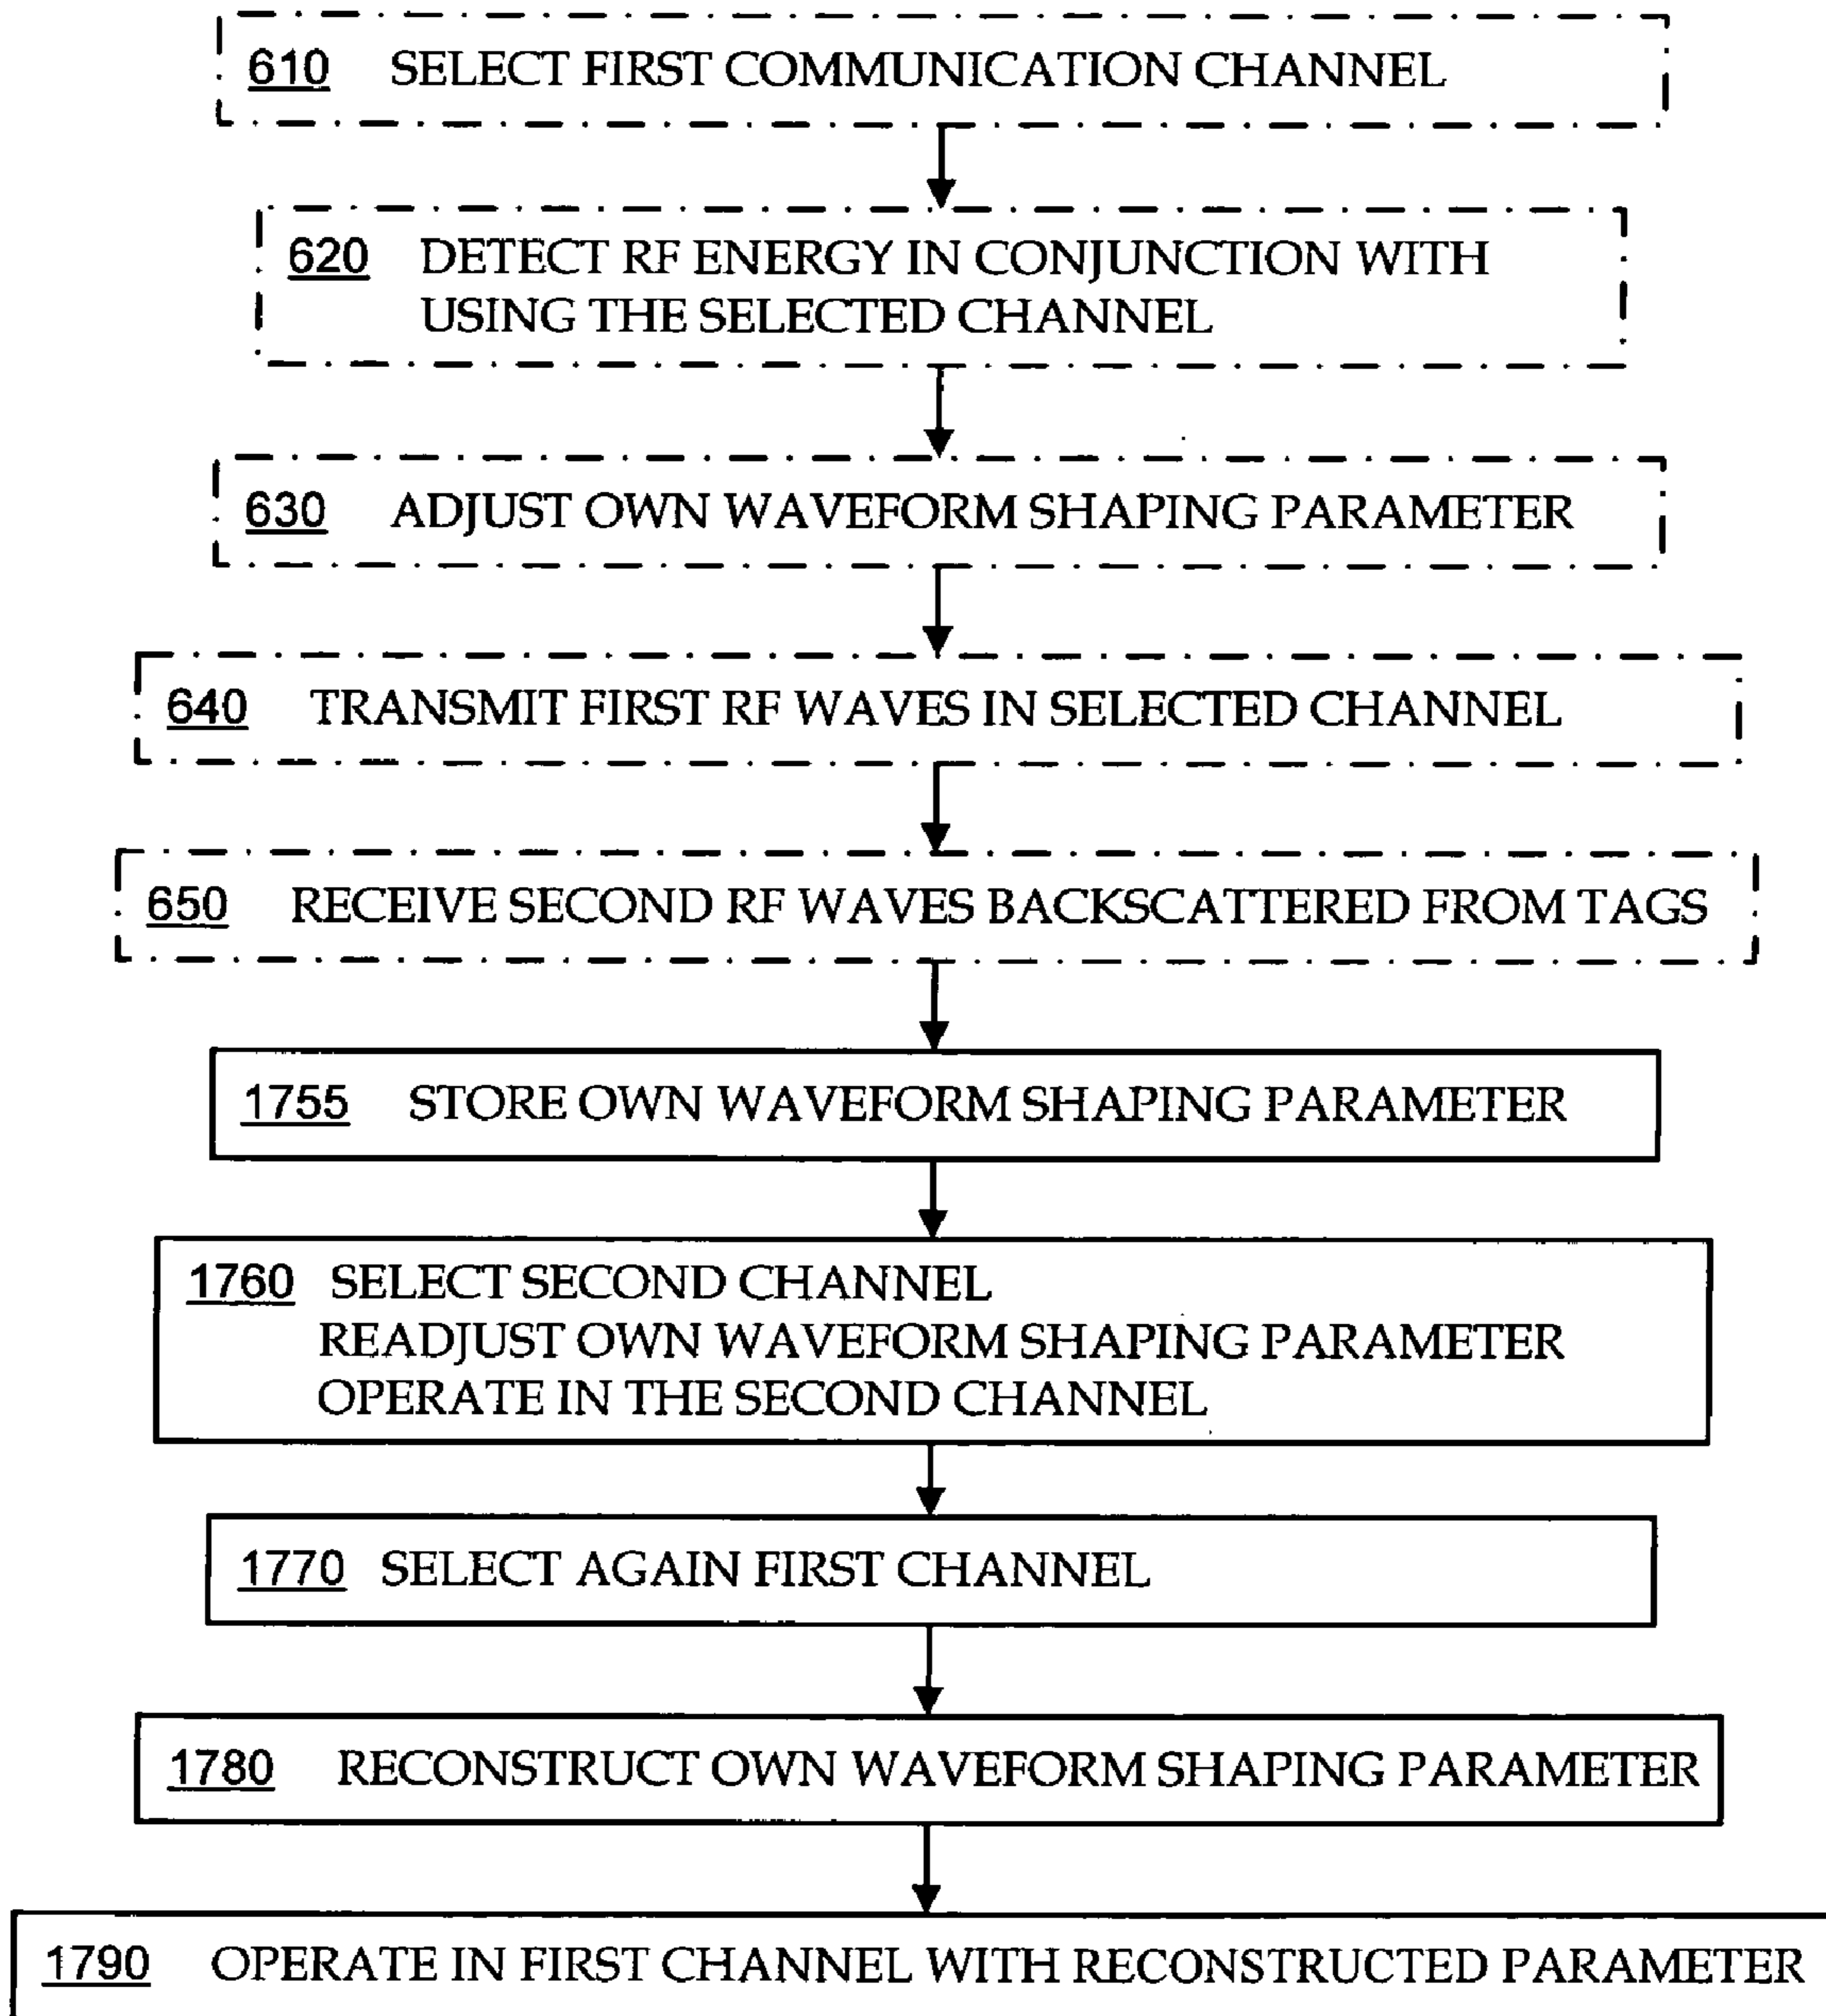 610 SELECT FIRST COMMUNICATION CHANNEL
620 DETECT RF ENERGY IN CONJUNCTION WITH
USING THE SELECTED CHANNEL
630 ADJUST OWN WAVEFORM SHAPING PARAMETER
640 TRANSMIT FIRST RF WAVES IN SELECTED CHANNEL
650 RECEIVE SECOND RF WAVES BACKSCATTERED FROM TAGS
1755 STORE OWN WAVEFORM SHAPING PARAMETER
1760 SELECT SECOND CHANNEL
READJUST OWN WAVEFORM SHAPING PARAMETER
OPERATE IN THE SECOND CHANNEL
1770 SELECT AGAIN FIRST CHANNEL
1780 RECONSTRUCT OWN WAVEFORM SHAPING PARAMETER
1790 OPERATE IN FIRST CHANNEL WITH RECONSTRUCTED PARAMETER